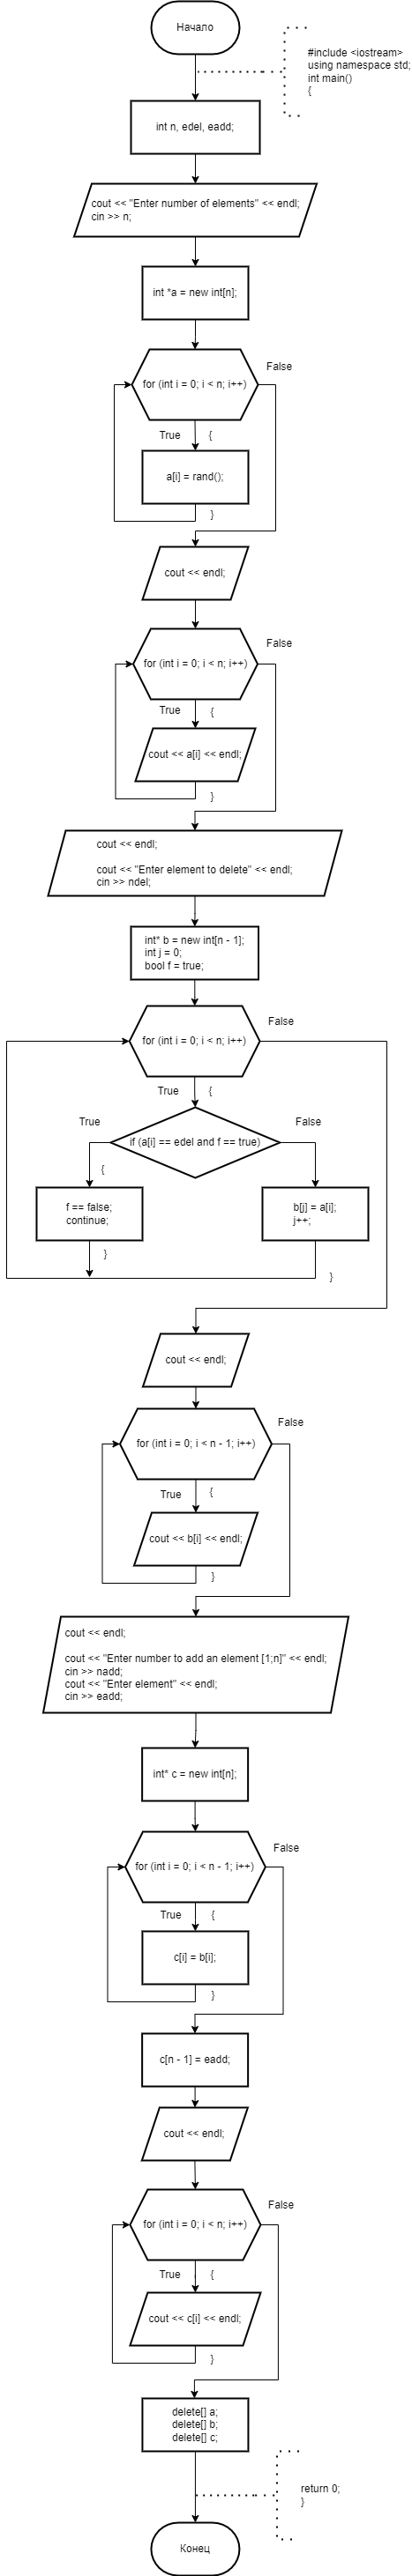 Начало
#include <iostream>
using namespace std;
int main()
{
int n, edel, eadd;
cout << "Enter number of elements" << endl;
cin >> n;
int *a = new int[n];
False
for (int i = 0; i < n; i++)
True {
a[i] = rand();
}
cout << endl;
False
for (int i = 0; i < n; i++)
True {
cout << a[i] << endl;
}
cout << endl;
cout << "Enter element to delete" << endl;
cin >> ndel;
int* b = new int[n - 1];
int j = 0;
bool f = true;
False
for (int i = 0; i < n; i++)
True {
True
False
if (a[i] == edel and f == true)
{
f == false;
continue;
b[j] = a[i];
j++;
}
}
cout << endl;
False
for (int i = 0; i < n - 1; i++)
True {
cout << b[i] << endl;
}
cout << endl;
cout << "Enter number to add an element [1;n]" << endl;
cin >> nadd;
cout << "Enter element" << endl;
cin >> eadd;
int* c = new int[n];
False
for (int i = 0; i < n - 1; i++)
True {
c[i] = b[i];
}
c[n - 1] = eadd;
cout << endl;
False
for (int i = 0; i < n; i++)
True {
cout << c[i] << endl;
}
delete[] a;
delete[] b;
delete[] c;
return 0;
}
Конец